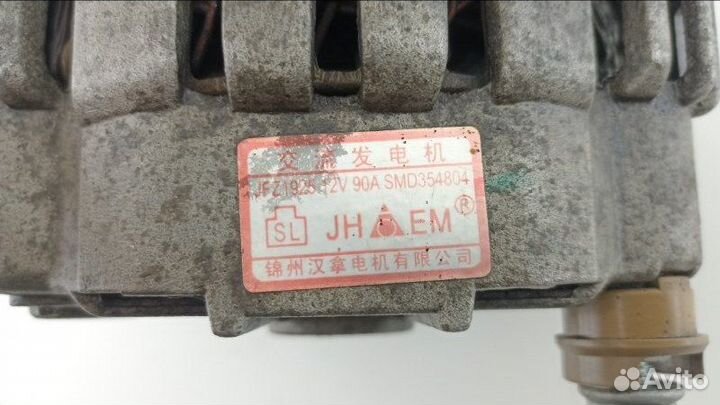 交流发电机
JFZ1925 12V 90A SMD354804
SL JH EM ®
锦州汉拿电机有限公司
Avito